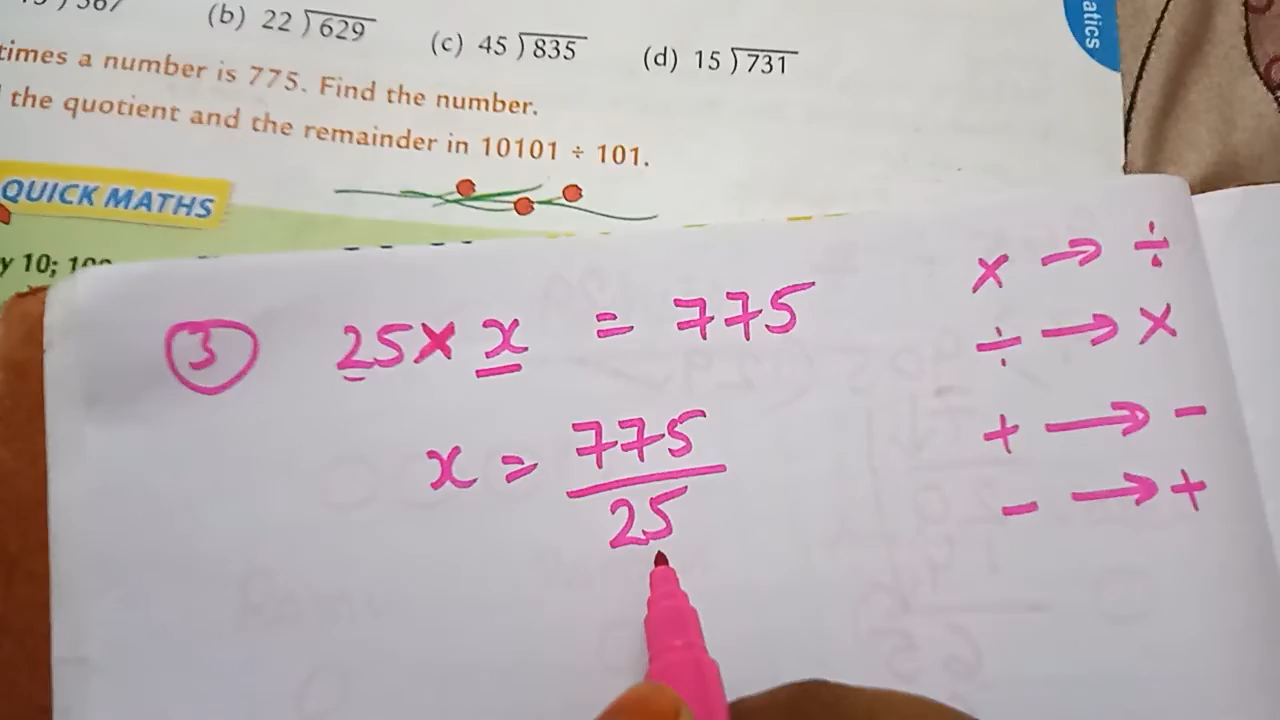 (b) 22 ) 629
(c) 45 ) 835
(d) 15 ) 731
times a number is 775. Find the number.
the quotient and the remainder in 10101 ÷ 101.
atics
QUICK MATHS
y 10;
3 25 × x = 775
x = 775
25
× → ÷
÷ → ×
+ → -
- → +